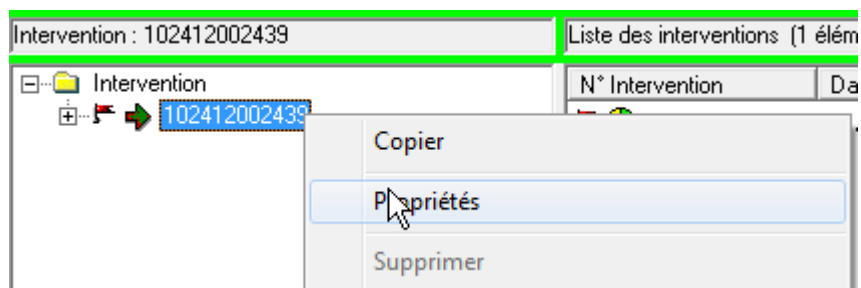 Intervention : 102412002439
Liste des interventions (1 élém
Intervention
N° Intervention
Da
102412002439
Copier
Propriétés
Supprimer